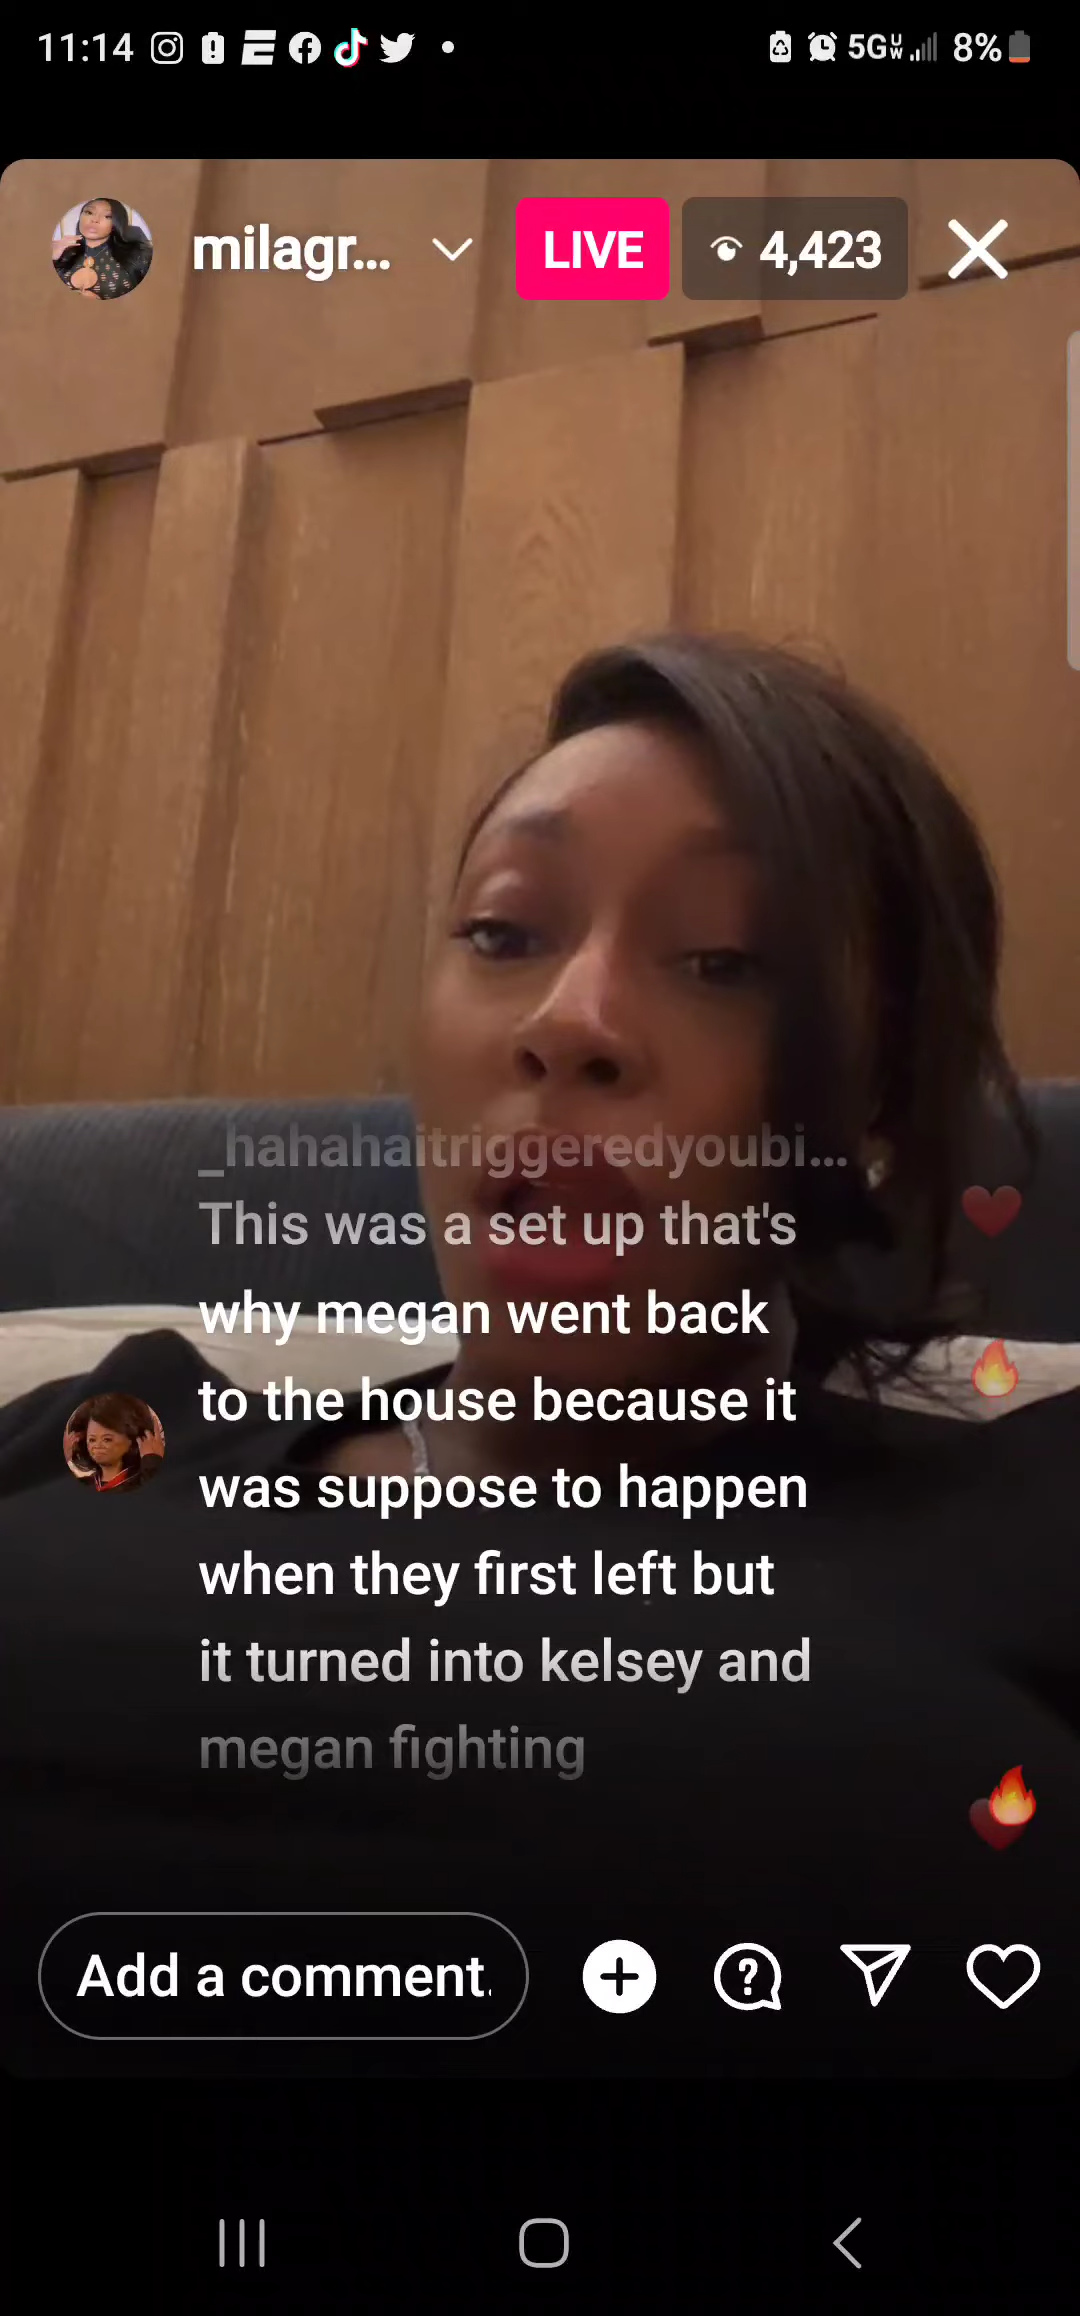 11:14
5G UW
8%
milagr...
LIVE
4,423
_hahahaitriggeredyoubi...
This was a set up that's
why megan went back
to the house because it
was suppose to happen
when they first left but
it turned into kelsey and
megan fighting
Add a comment.